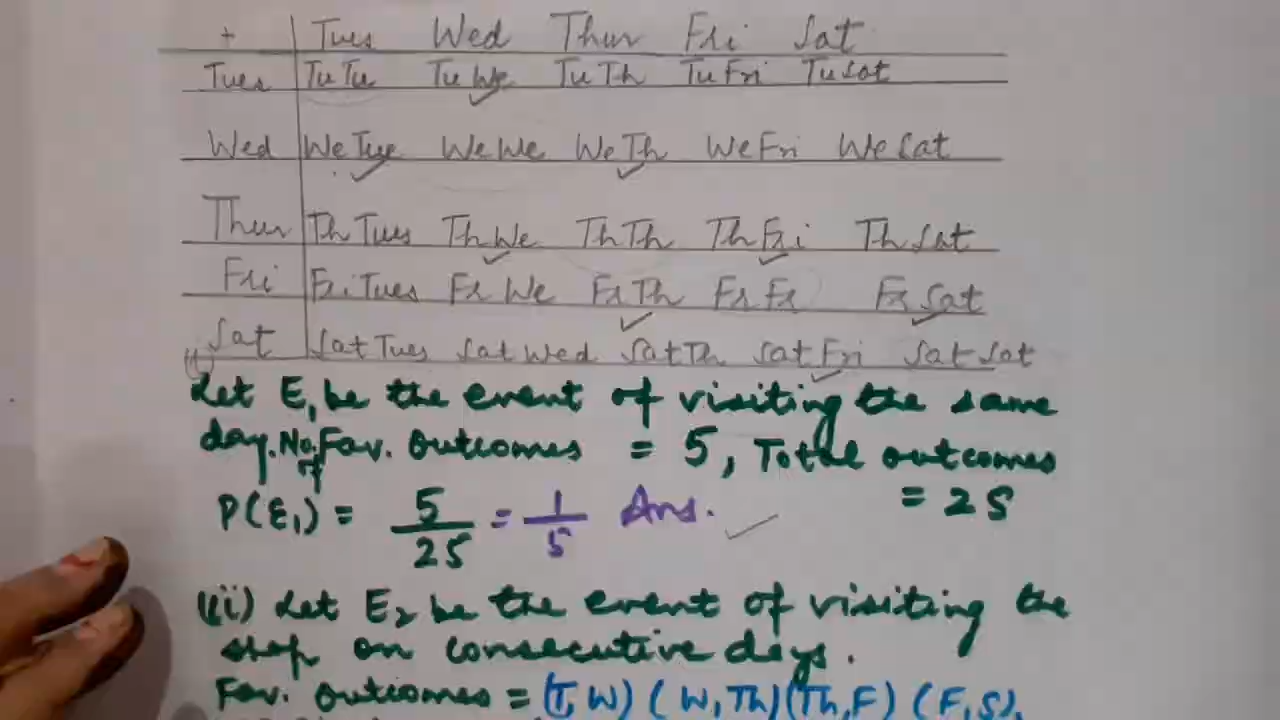 + Tues Wed Thur Fri Sat
Tues TuTu TuWe TuTh TuFri TuSat
Wed WeTue WeWe WeTh WeFri WeSat
Thur ThTues ThWe ThTh ThFri ThSat
Fri FriTues FrWe FrTh FrFr FrSat
Sat SatTues SatWed SatTh SatFri SatSat
(i)
Let E₁ be the event of visiting the same
day. No. of Fav. outcomes = 5, Total outcomes
= 25
P(E₁) = 5/25 = 1/5 Ans.
(ii) Let E₂ be the event of visiting the
shop on consecutive days.
Fav. outcomes = (T,W) (W,Th)(Th,F) (F,S),